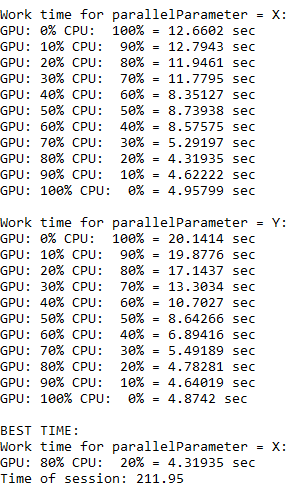 Work time for parallelParameter = X:
GPU: 0% CPU:  100% = 12.6602 sec
GPU: 10% CPU:  90% = 12.7943 sec
GPU: 20% CPU:  80% = 11.9461 sec
GPU: 30% CPU:  70% = 11.7795 sec
GPU: 40% CPU:  60% = 8.35127 sec
GPU: 50% CPU:  50% = 8.73938 sec
GPU: 60% CPU:  40% = 8.57575 sec
GPU: 70% CPU:  30% = 5.29197 sec
GPU: 80% CPU:  20% = 4.31935 sec
GPU: 90% CPU:  10% = 4.62222 sec
GPU: 100% CPU:  0% = 4.95799 sec

Work time for parallelParameter = Y:
GPU: 0% CPU:  100% = 20.1414 sec
GPU: 10% CPU:  90% = 19.8776 sec
GPU: 20% CPU:  80% = 17.1437 sec
GPU: 30% CPU:  70% = 13.3034 sec
GPU: 40% CPU:  60% = 10.7027 sec
GPU: 50% CPU:  50% = 8.64266 sec
GPU: 60% CPU:  40% = 6.89416 sec
GPU: 70% CPU:  30% = 5.49189 sec
GPU: 80% CPU:  20% = 4.78281 sec
GPU: 90% CPU:  10% = 4.64019 sec
GPU: 100% CPU:  0% = 4.8742 sec

BEST TIME:
Work time for parallelParameter = X:
GPU: 80% CPU:  20% = 4.31935 sec
Time of session: 211.95